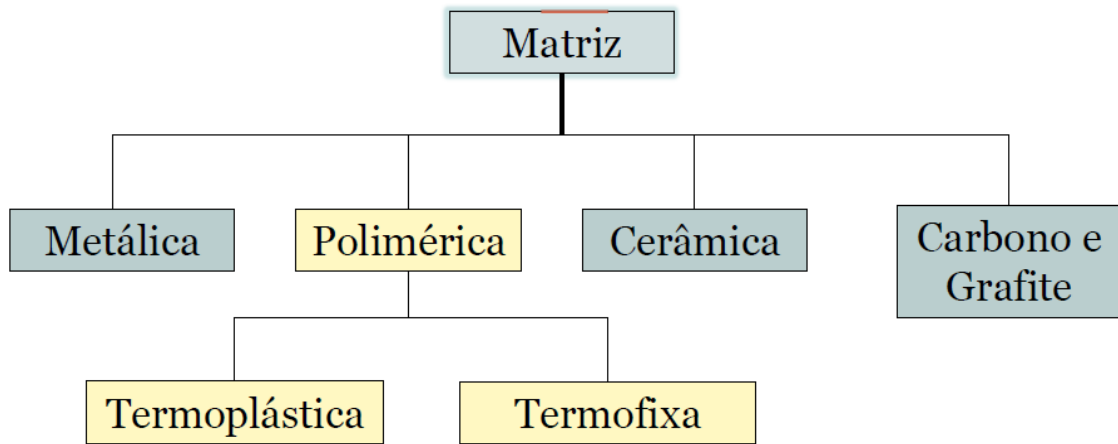 Matriz
Metálica
Polimérica
Cerâmica
Carbono e
Grafite
Termoplástica
Termofixa